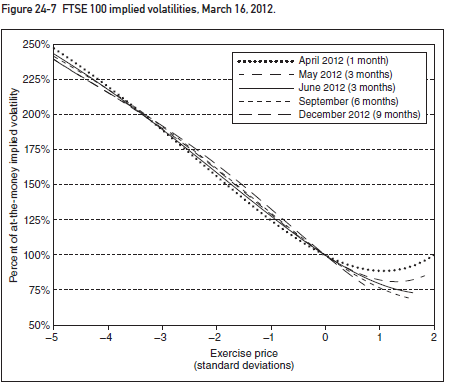 Figure 24-7 FTSE 100 implied volatilities, March 16, 2012.
250%
225%
200%
175%
150%
125%
100%
75%
50%
Percent of at-the-money implied volatility
April 2012 (1 month)
May 2012 (3 months)
June 2012 (3 months)
September (6 months)
December 2012 (9 months)
–5 –4 –3 –2 –1 0 1 2
Exercise price
(standard deviations)